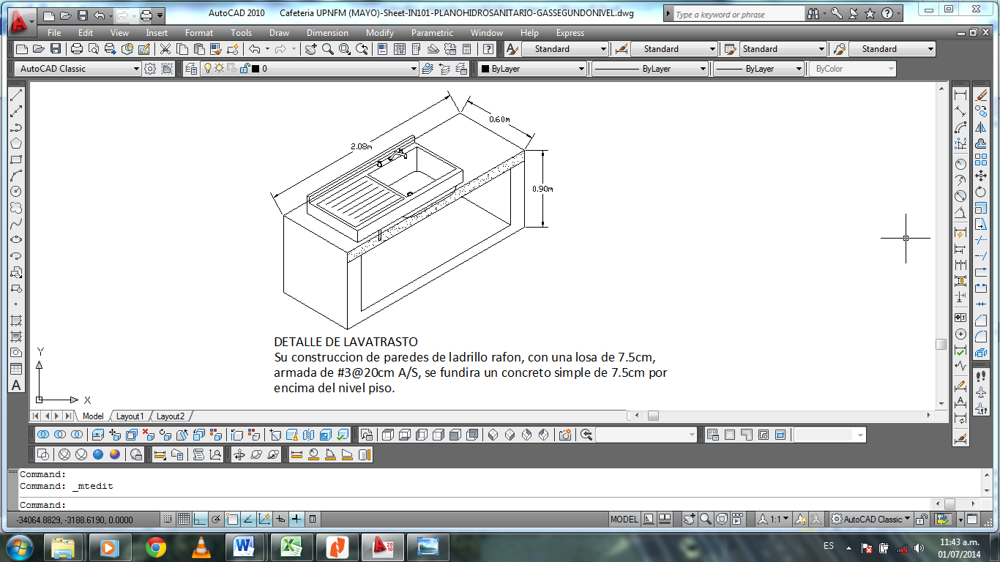 AutoCAD 2010 Cafeteria UPNFM (MAYO)-Sheet-IN101-PLANOHIDROSANITARIO-GASSEGUNDONIVEL.dwg
Type a keyword or phrase
File Edit View Insert Format Tools Draw Dimension Modify Parametric Window Help Express
Standard Standard Standard Standard
AutoCAD Classic 0 ByLayer ByLayer ByLayer ByColor
0.60m
2.08m
0.90m
DETALLE DE LAVATRASTO
Su construccion de paredes de ladrillo rafon, con una losa de 7.5cm,
armada de #3@20cm A/S, se fundira un concreto simple de 7.5cm por
encima del nivel piso.
Y
X
A
Model Layout1 Layout2
Command:
Command: _mtedit
Command:
-34064.8829, -3188.6190, 0.0000 MODEL 1:1 AutoCAD Classic
ES 11:43 a.m.
01/07/2014